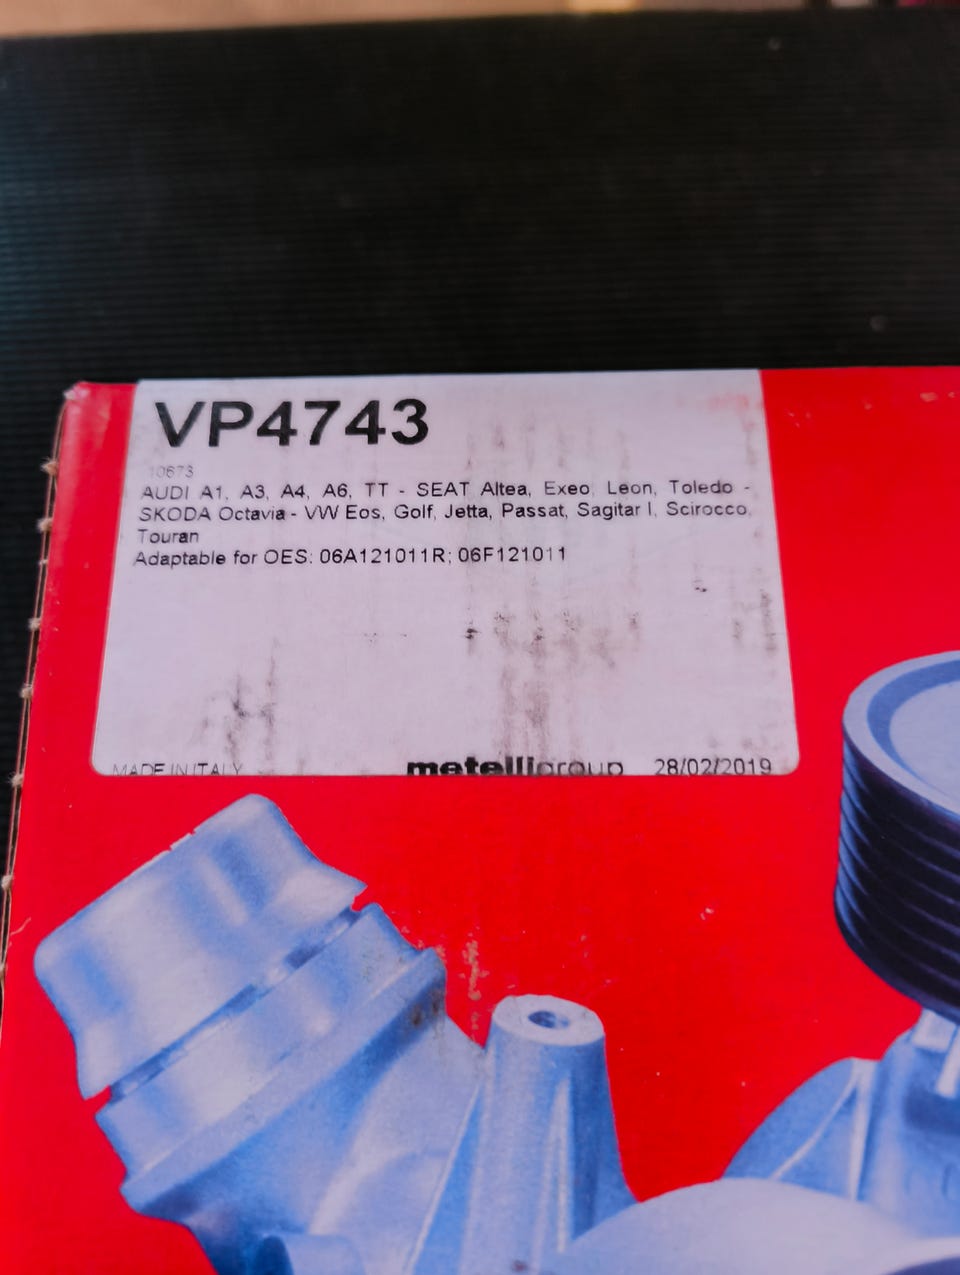 VP4743
10673
AUDI A1, A3, A4, A6, TT - SEAT Altea, Exeo, Leon, Toledo -
SKODA Octavia - VW Eos, Golf, Jetta, Passat, Sagitar I, Scirocco,
Touran
Adaptable for OES: 06A121011R; 06F121011
MADE IN ITALY metelligroup 28/02/2019